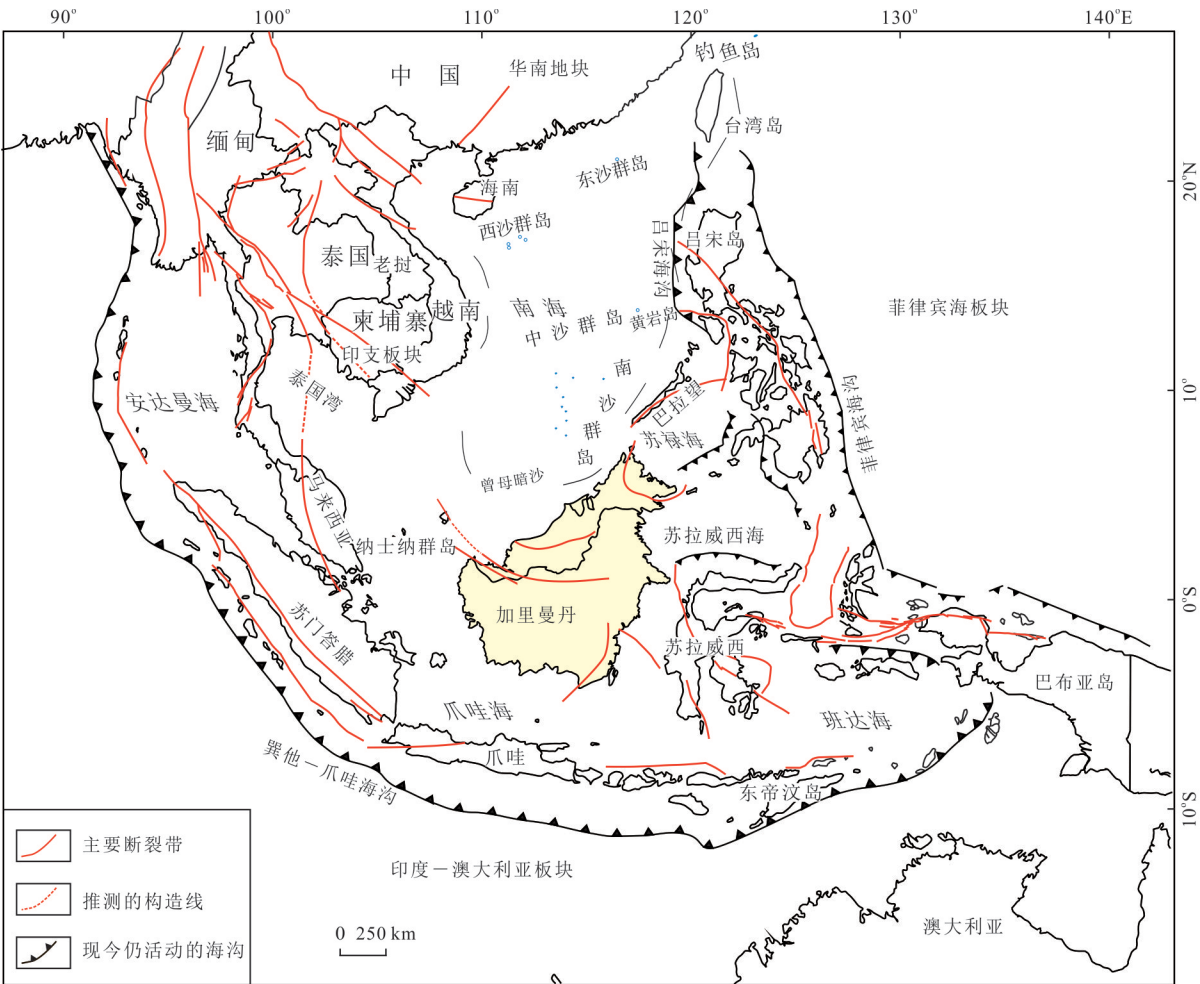 90°
100°
110°
120°
130°
140°E
中 国
华南地块
钓鱼岛
台湾岛
缅甸
东沙群岛
海南
20°N
西沙群岛
吕宋海沟
吕宋岛
泰国
老挝
越南
南海
柬埔寨
中沙群岛
黄岩岛
菲律宾海板块
印支板块
泰国湾
南沙群岛
巴拉望
10°
安达曼海
苏禄海
菲律宾海沟
曾母暗沙
马来西亚
纳士纳群岛
苏拉威西海
0°S
加里曼丹
苏门答腊
苏拉威西
巴布亚岛
爪哇海
班达海
爪哇
巽他－爪哇海沟
东帝汶岛
10°S
印度－澳大利亚板块
澳大利亚
主要断裂带
推测的构造线
现今仍活动的海沟
0 250 km